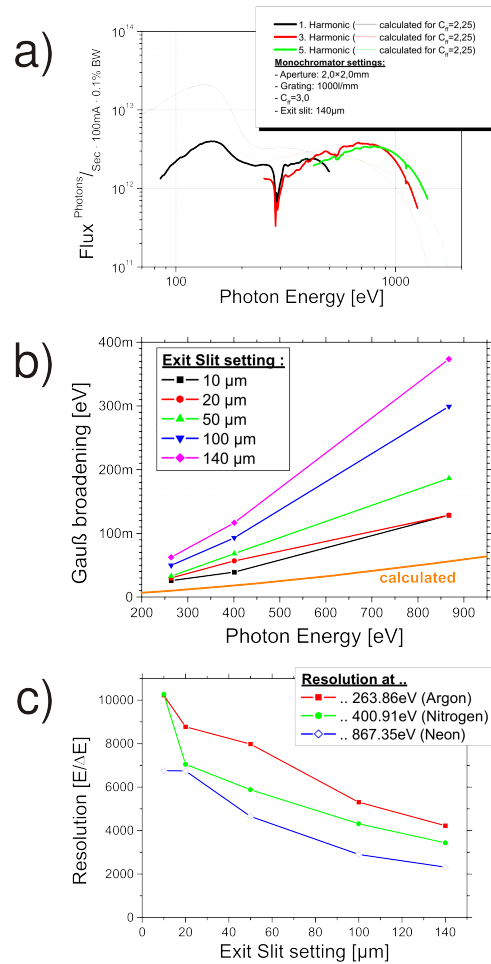 a)
1. Harmonic ( calculated for Cff=2,25)
3. Harmonic ( calculated for Cff=2,25)
5. Harmonic ( calculated for Cff=2,25)
Monochromator settings:
- Aperture: 2,0×2,0mm
- Grating: 1000l/mm
- Cff=3,0
- Exit slit: 140µm
Flux Photons/Sec · 100mA · 0.1% BW
10^14
10^13
10^12
10^11
100
1000
Photon Energy [eV]
b)
Exit Slit setting :
10 µm
20 µm
50 µm
100 µm
140 µm
calculated
Gauß broadening [eV]
400m
300m
200m
100m
0
200 300 400 500 600 700 800 900
Photon Energy [eV]
c)
Resolution at ..
.. 263.86eV (Argon)
.. 400.91eV (Nitrogen)
.. 867.35eV (Neon)
Resolution [E/ΔE]
10000
8000
6000
4000
2000
0
0 20 40 60 80 100 120 140
Exit Slit setting [µm]